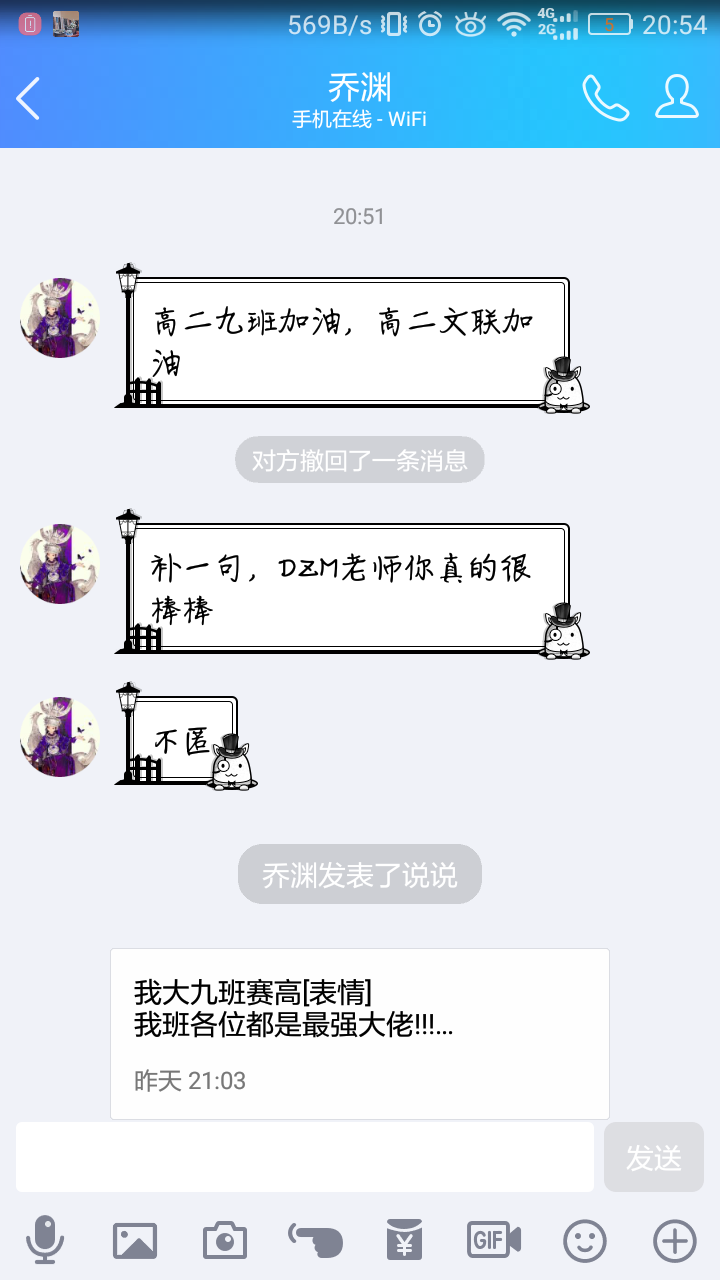 569B/s 4G 2G 5 20:54
乔渊
手机在线 - WiFi
20:51
高二九班加油，高二文联加
油
对方撤回了一条消息
补一句，DZM老师你真的很
棒棒
不匿
乔渊发表了说说
我大九班赛高[表情]
我班各位都是最强大佬!!!...
昨天 21:03
发送
¥
GIF